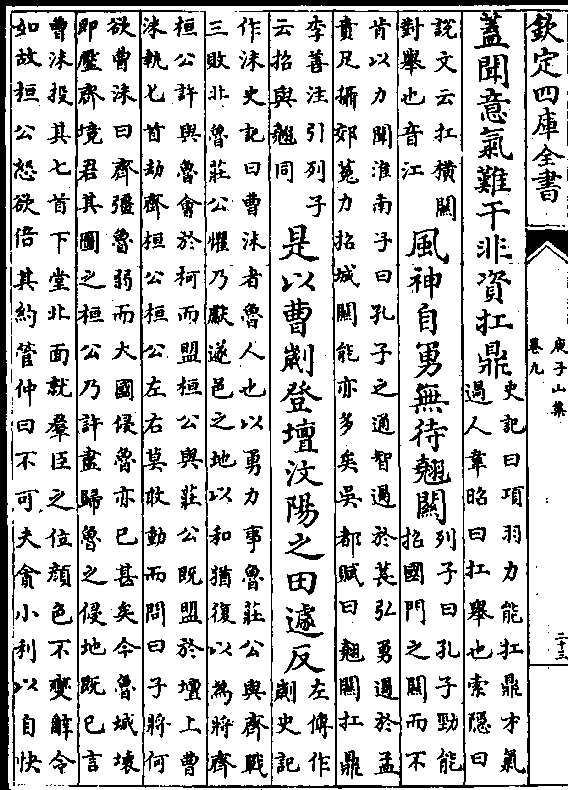 欽定四庫全書
庚子山集
卷九
二十三
蓋聞意氣難干非資扛鼎
史記曰項羽力能扛鼎才氣
過人韋昭曰扛舉也索隱曰
說文云扛橫關
對舉也音江
風神自勇無待翹關
列子曰孔子勁能
招國門之關而不
肯以力聞淮南子曰孔子之通智過於萇弘勇過於孟
賁足攝郊菟力招城關能亦多矣吳都賦曰翹關扛鼎
李善注引列子
云招與翹同
是以曹劌登壇汶陽之田遽反
左傳作
劌史記
作沬史記曰曹沬者魯人也以勇力事魯莊公與齊戰
三敗非魯莊公懼乃獻遂邑之地以和猶復以為將齊
桓公許與魯會於柯而盟桓公與莊公既盟於壇上曹
沬執匕首劫齊桓公桓公左右莫敢動而問曰子將何
欲曹沬曰齊彊魯弱而大國侵魯亦已甚矣今魯城壞
即壓齊境君其圖之桓公乃許盡歸魯之侵地既已言
曹沬投其匕首下堂北面就羣臣之位顏色不變辭令
如故桓公怒欲倍其約管仲曰不可夫貪小利以自快